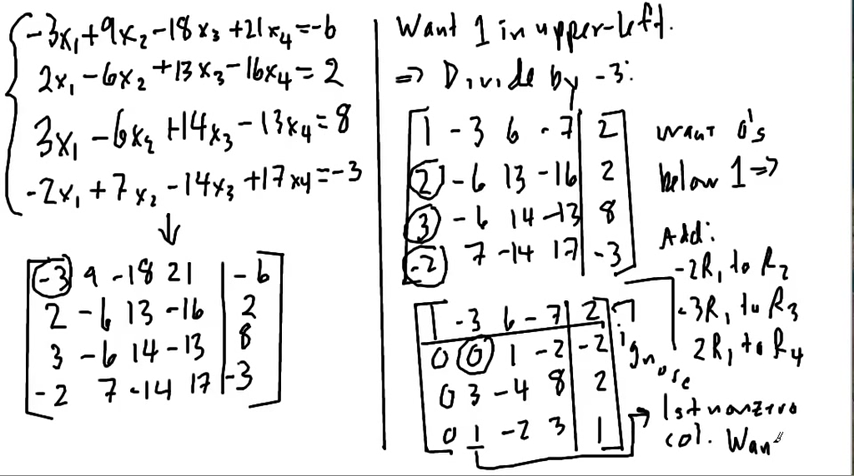 -3x₁+9x₂-18x₃+21x₄=-6
2x₁-6x₂+13x₃-16x₄=2
3x₁-6x₂+14x₃-13x₄=8
-2x₁+7x₂-14x₃+17x₄=-3
-3 9 -18 21 | -6
2 -6 13 -16 | 2
3 -6 14 -13 | 8
-2 7 -14 17 | -3
Want 1 in upper-left.
⇒ Divide by -3:
1 -3 6 -7 | 2
2 -6 13 -16 | 2
3 -6 14 -13 | 8
-2 7 -14 17 | -3
want 0's
below 1 ⇒
Add:
-2R₁ to R₂
-3R₁ to R₃
2R₁ to R₄
1 -3 6 -7 | 2
0 0 1 -2 | -2
0 3 -4 8 | 2
0 1 -2 3 | 1
ignore
1st nonzero
col. Wan